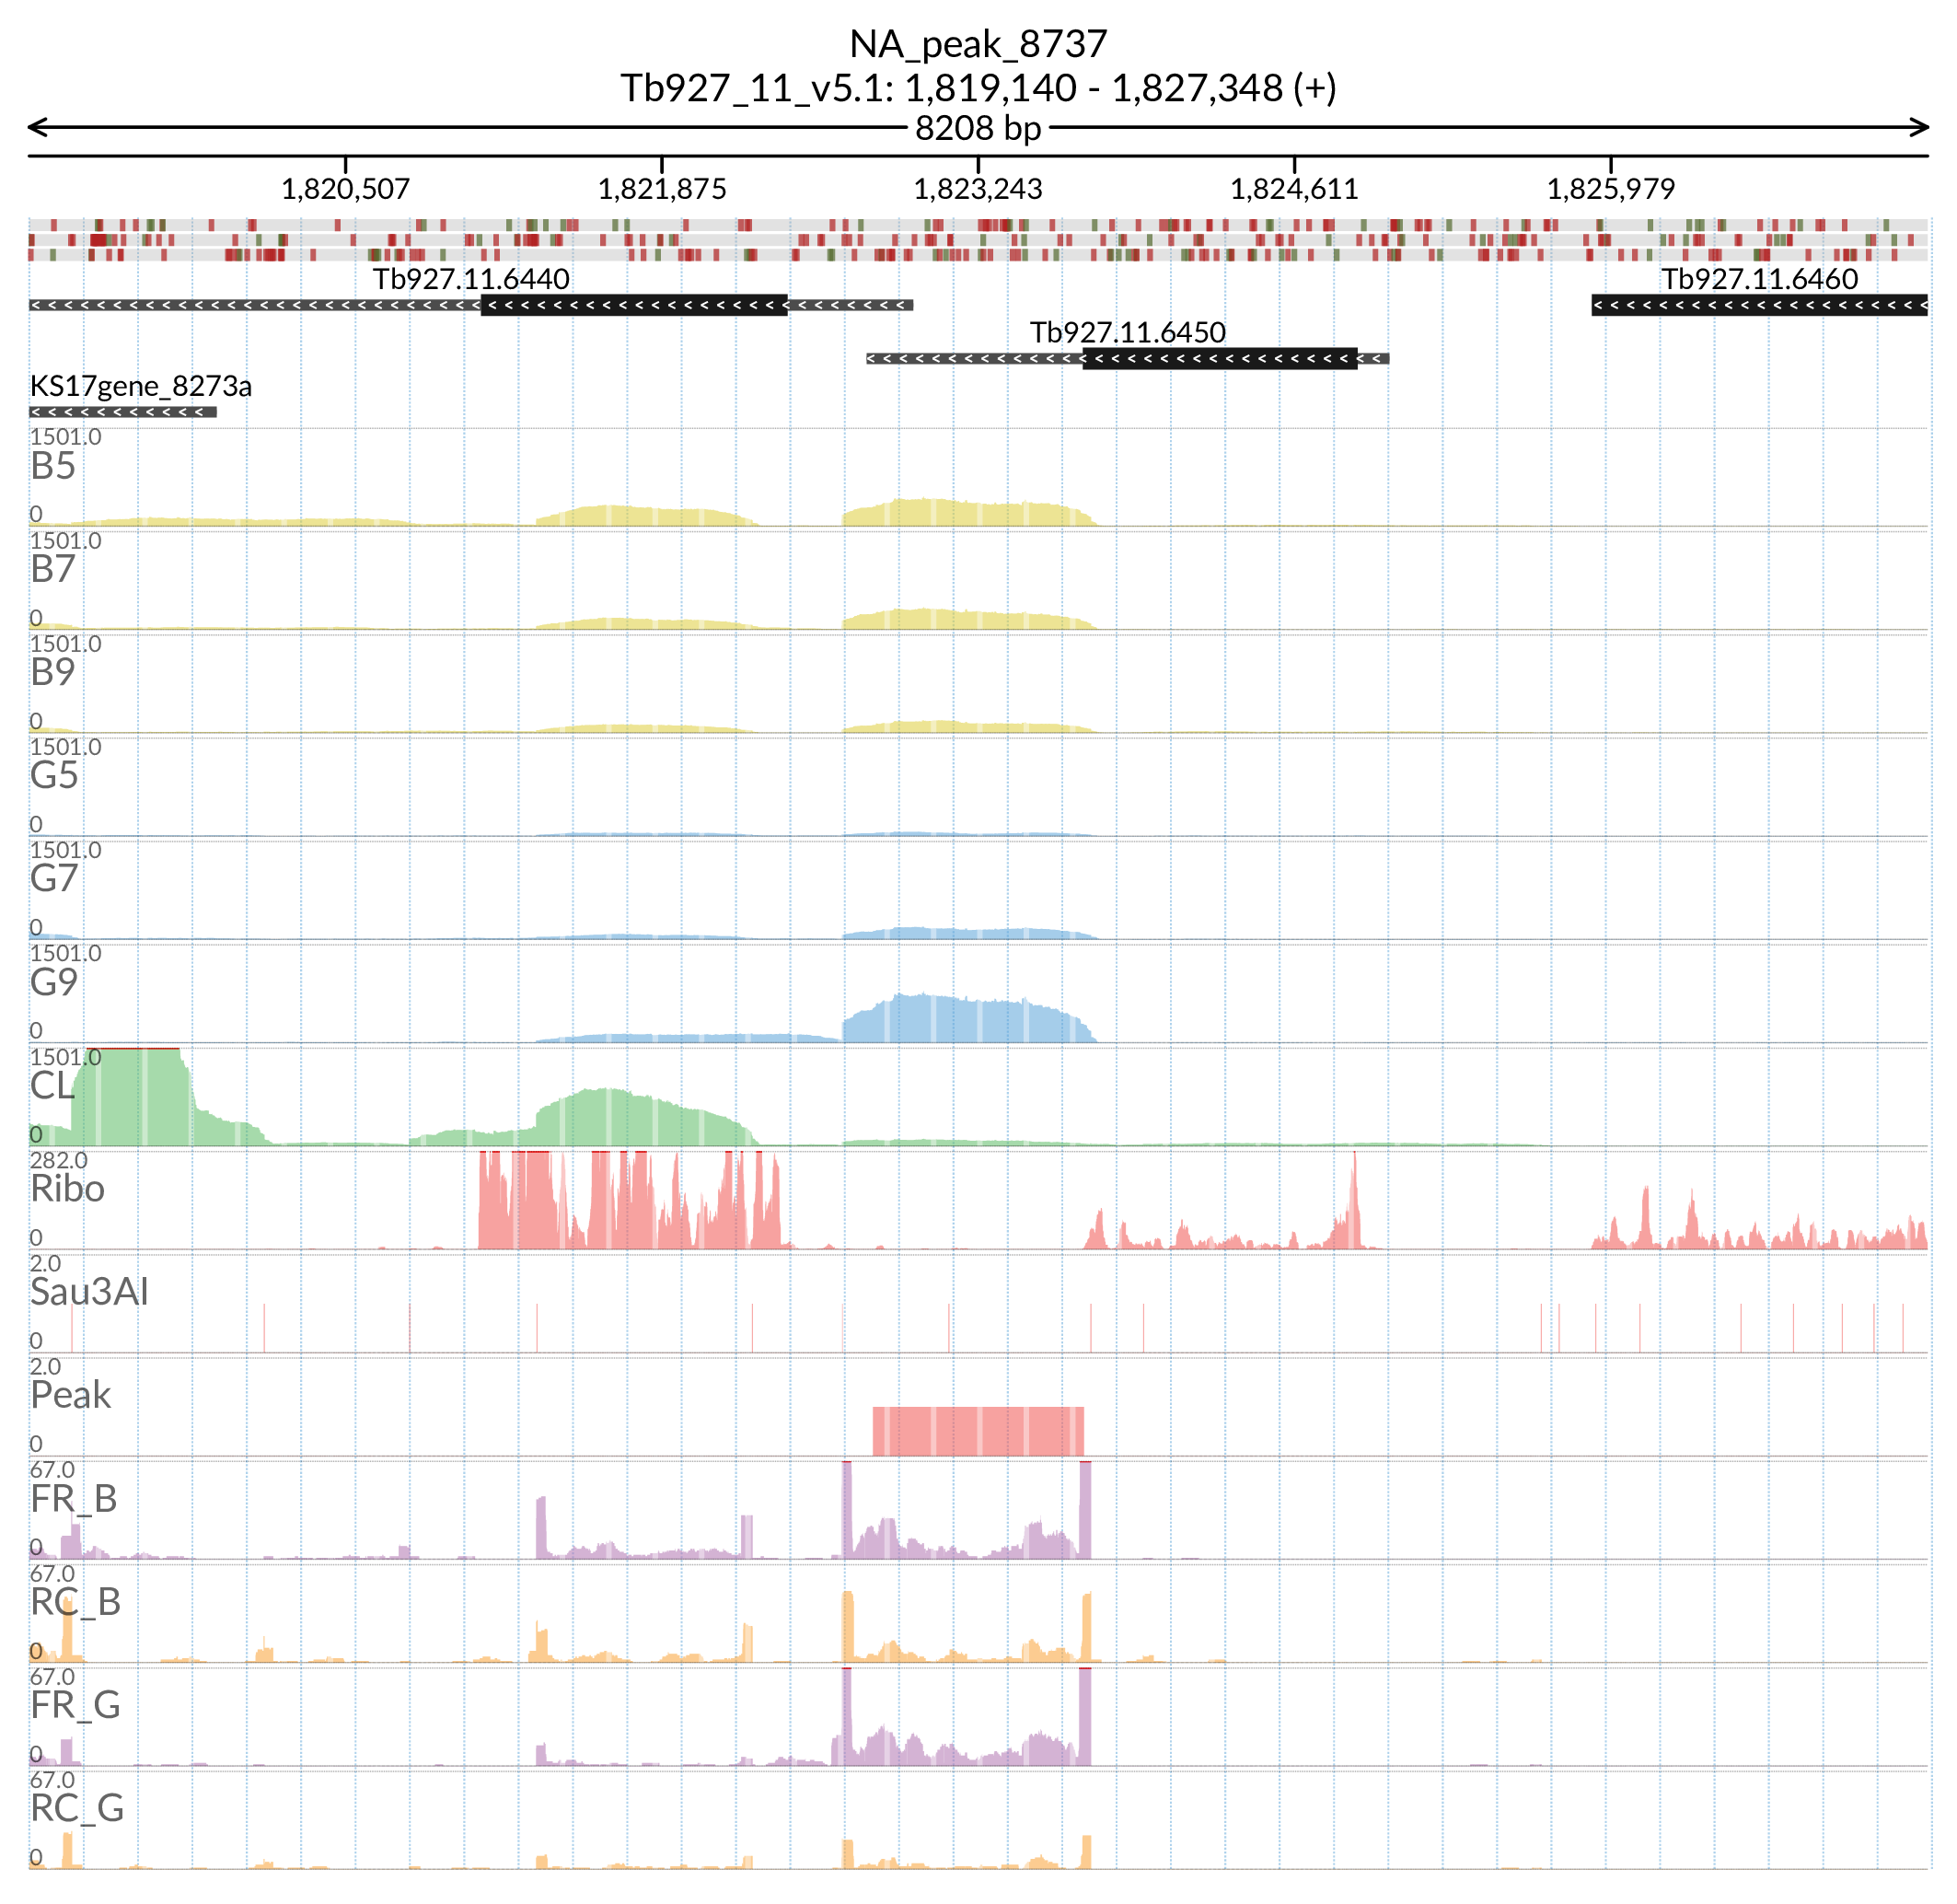 NA_peak_8737
Tb927_11_v5.1: 1,819,140 - 1,827,348 (+)
8208 bp
1,820,507 1,821,875 1,823,243 1,824,611 1,825,979
Tb927.11.6440 Tb927.11.6460
Tb927.11.6450
KS17gene_8273a
1501.0
B5
0
1501.0
B7
0
1501.0
B9
0
1501.0
G5
0
1501.0
G7
0
1501.0
G9
0
1501.0
CL
0
282.0
Ribo
0
2.0
Sau3AI
0
2.0
Peak
0
67.0
FR_B
0
67.0
RC_B
0
67.0
FR_G
0
67.0
RC_G
0